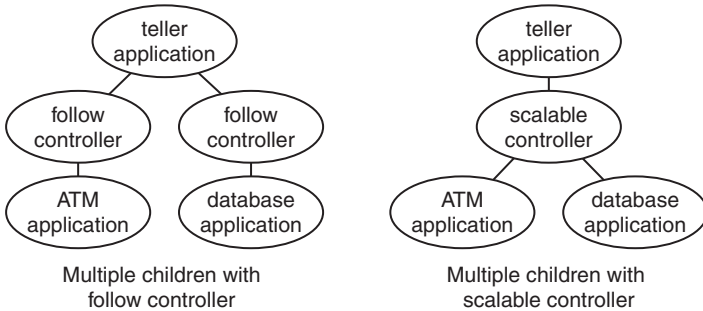 teller
application
follow
controller
follow
controller
ATM
application
database
application
Multiple children with
follow controller
teller
application
scalable
controller
ATM
application
database
application
Multiple children with
scalable controller